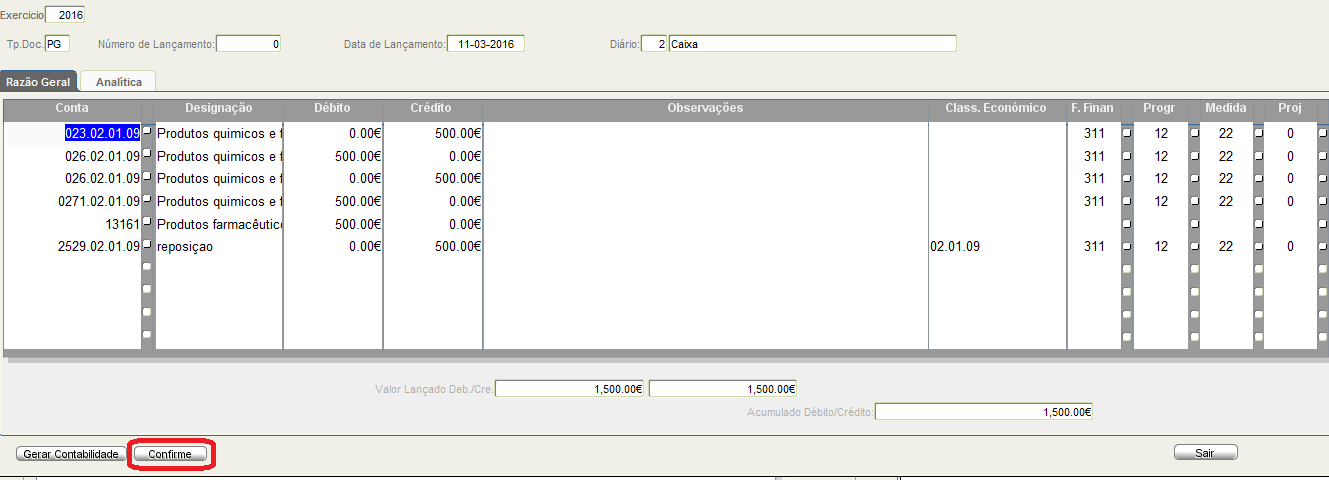 Exercicio 2016
Tp.Doc. PG Número de Lançamento: 0 Data de Lançamento: 11-03-2016 Diário: 2 Caixa
Razão Geral Analítica
Conta Designação Débito Crédito Observações Class. Económico F. Finan Progr Medida Proj
023.02.01.09 Produtos quimicos e f 0.00€ 500.00€ 311 12 22 0
026.02.01.09 Produtos quimicos e f 500.00€ 0.00€ 311 12 22 0
026.02.01.09 Produtos quimicos e f 0.00€ 500.00€ 311 12 22 0
0271.02.01.09 Produtos quimicos e f 500.00€ 0.00€ 311 12 22 0
13161 Produtos farmacêutico 500.00€ 0.00€
2529.02.01.09 reposiçao 0.00€ 500.00€ 02.01.09 311 12 22 0
Valor Lançado Deb./Cre. 1,500.00€ 1,500.00€
Acumulado Débito/Crédito: 1,500.00€
Gerar Contabilidade Confirme Sair